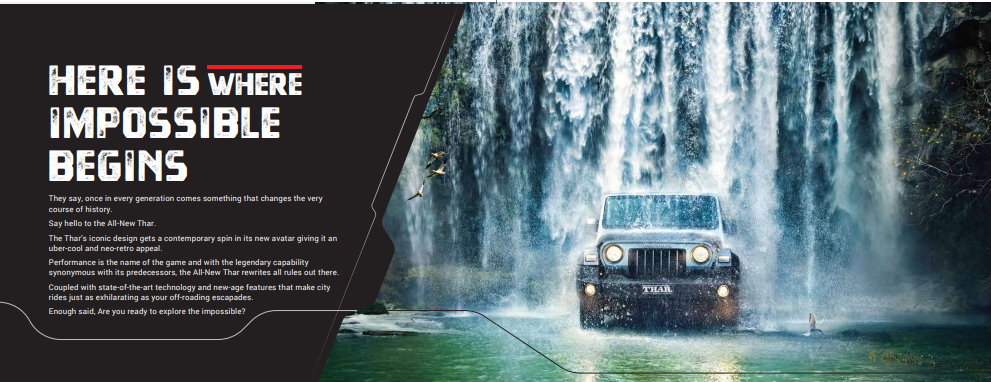 HERE IS WHERE
IMPOSSIBLE
BEGINS
They say, once in every generation comes something that changes the very
course of history.
Say hello to the All-New Thar.
The Thar's iconic design gets a contemporary spin in its new avatar giving it an
uber-cool and neo-retro appeal.
Performance is the name of the game and with the legendary capability
synonymous with its predecessors, the All-New Thar rewrites all rules out there.
Coupled with state-of-the-art technology and new-age features that make city
rides just as exhilarating as your off-roading escapades.
Enough said, Are you ready to explore the impossible?
THAR